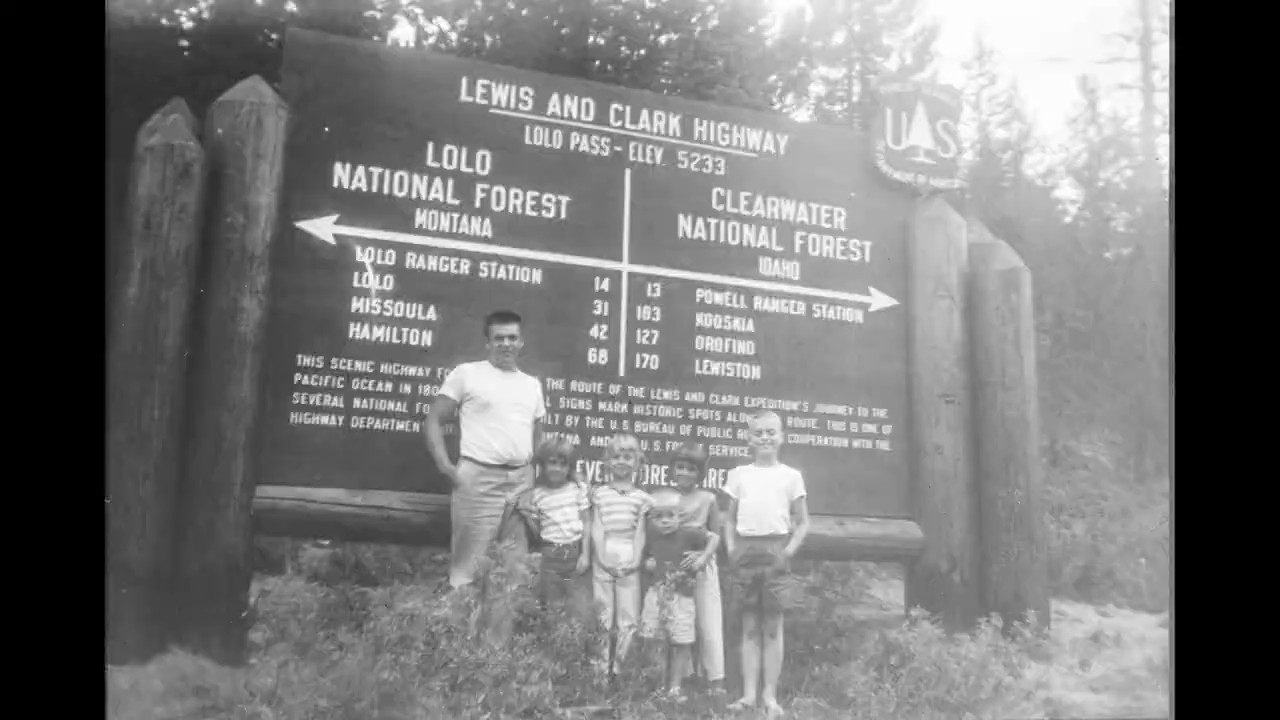 LEWIS AND CLARK HIGHWAY
LOLO PASS - ELEV. 5233
LOLO
NATIONAL FOREST
MONTANA
CLEARWATER
NATIONAL FOREST
IDAHO
LOLO RANGER STATION 14
LOLO 31
MISSOULA 42
HAMILTON 68
13 POWELL RANGER STATION
103 KOOSKIA
127 OROFINO
170 LEWISTON
THIS SCENIC HIGHWAY THE ROUTE OF THE LEWIS AND CLARK EXPEDITION'S JOURNEY TO THE
PACIFIC OCEAN IN SIGNS MARK HISTORIC SPOTS ROUTE. THIS IS ONE OF
SEVERAL NATIONAL BY THE U.S. BUREAU OF PUBLIC COOPERATION WITH THE
HIGHWAY AND U.S. SERVICE.
U S